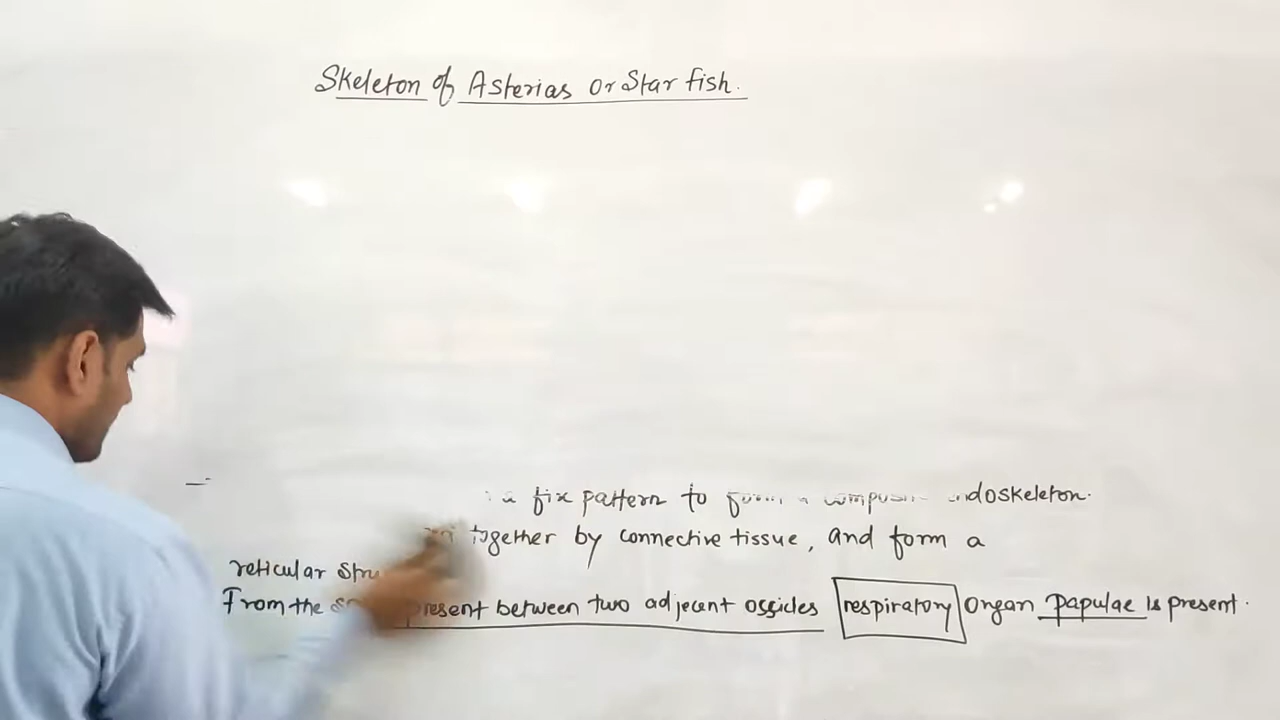 Skeleton of Asterias Or Star fish.
a fix pattern to form a composite endoskeleton.
together by connective tissue, and form a
reticular
From the present between two adjecent ossicles respiratory Organ Papulae is present.